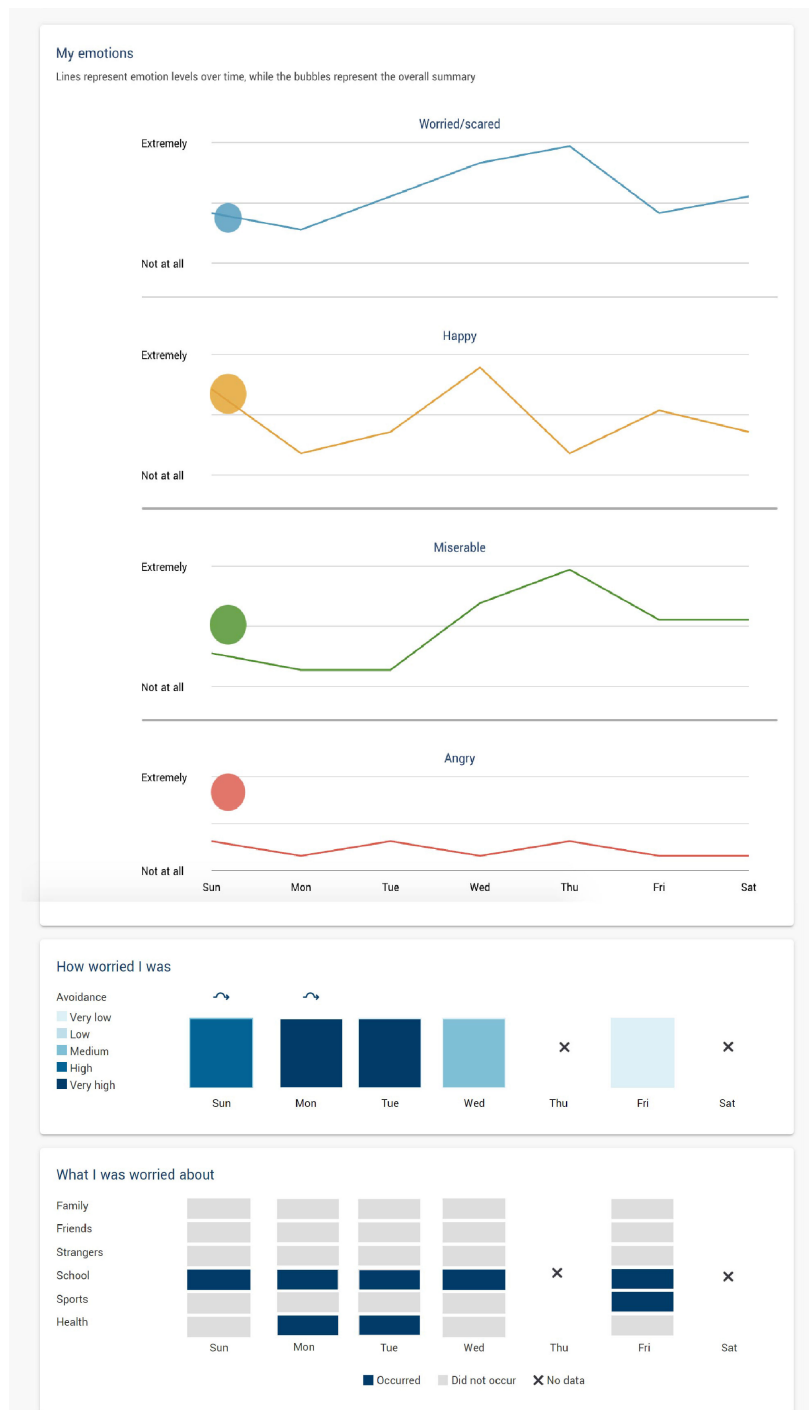 My emotions
Lines represent emotion levels over time, while the bubbles represent the overall summary
Worried/scared
Extremely
Not at all
Happy
Extremely
Not at all
Miserable
Extremely
Not at all
Angry
Extremely
Not at all
Sun Mon Tue Wed Thu Fri Sat
How worried I was
Avoidance
Very low
Low
Medium
High
Very high
Sun Mon Tue Wed Thu Fri Sat
What I was worried about
Family
Friends
Strangers
School
Sports
Health
Sun Mon Tue Wed Thu Fri Sat
Occurred Did not occur No data